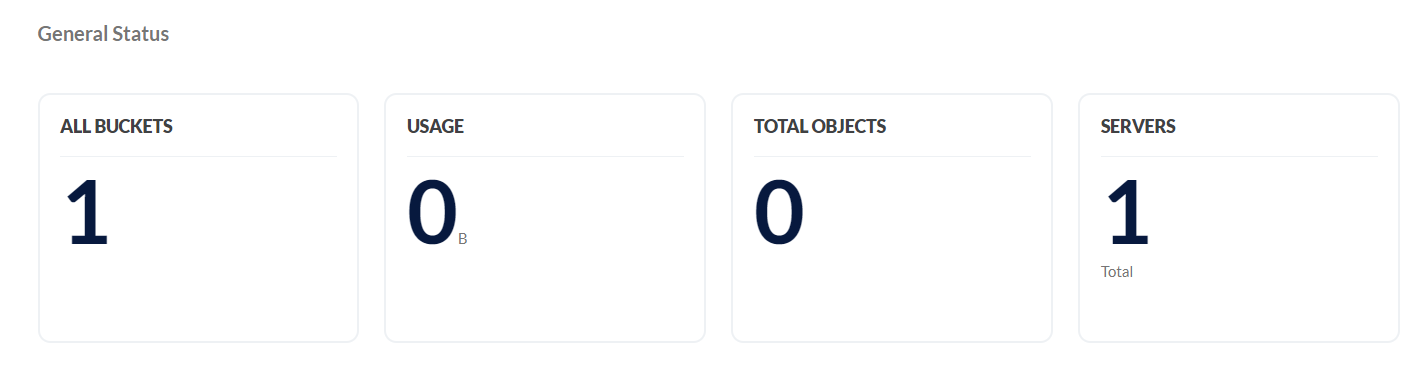 General Status
ALL BUCKETS
1
USAGE
0B
TOTAL OBJECTS
0
SERVERS
1
Total